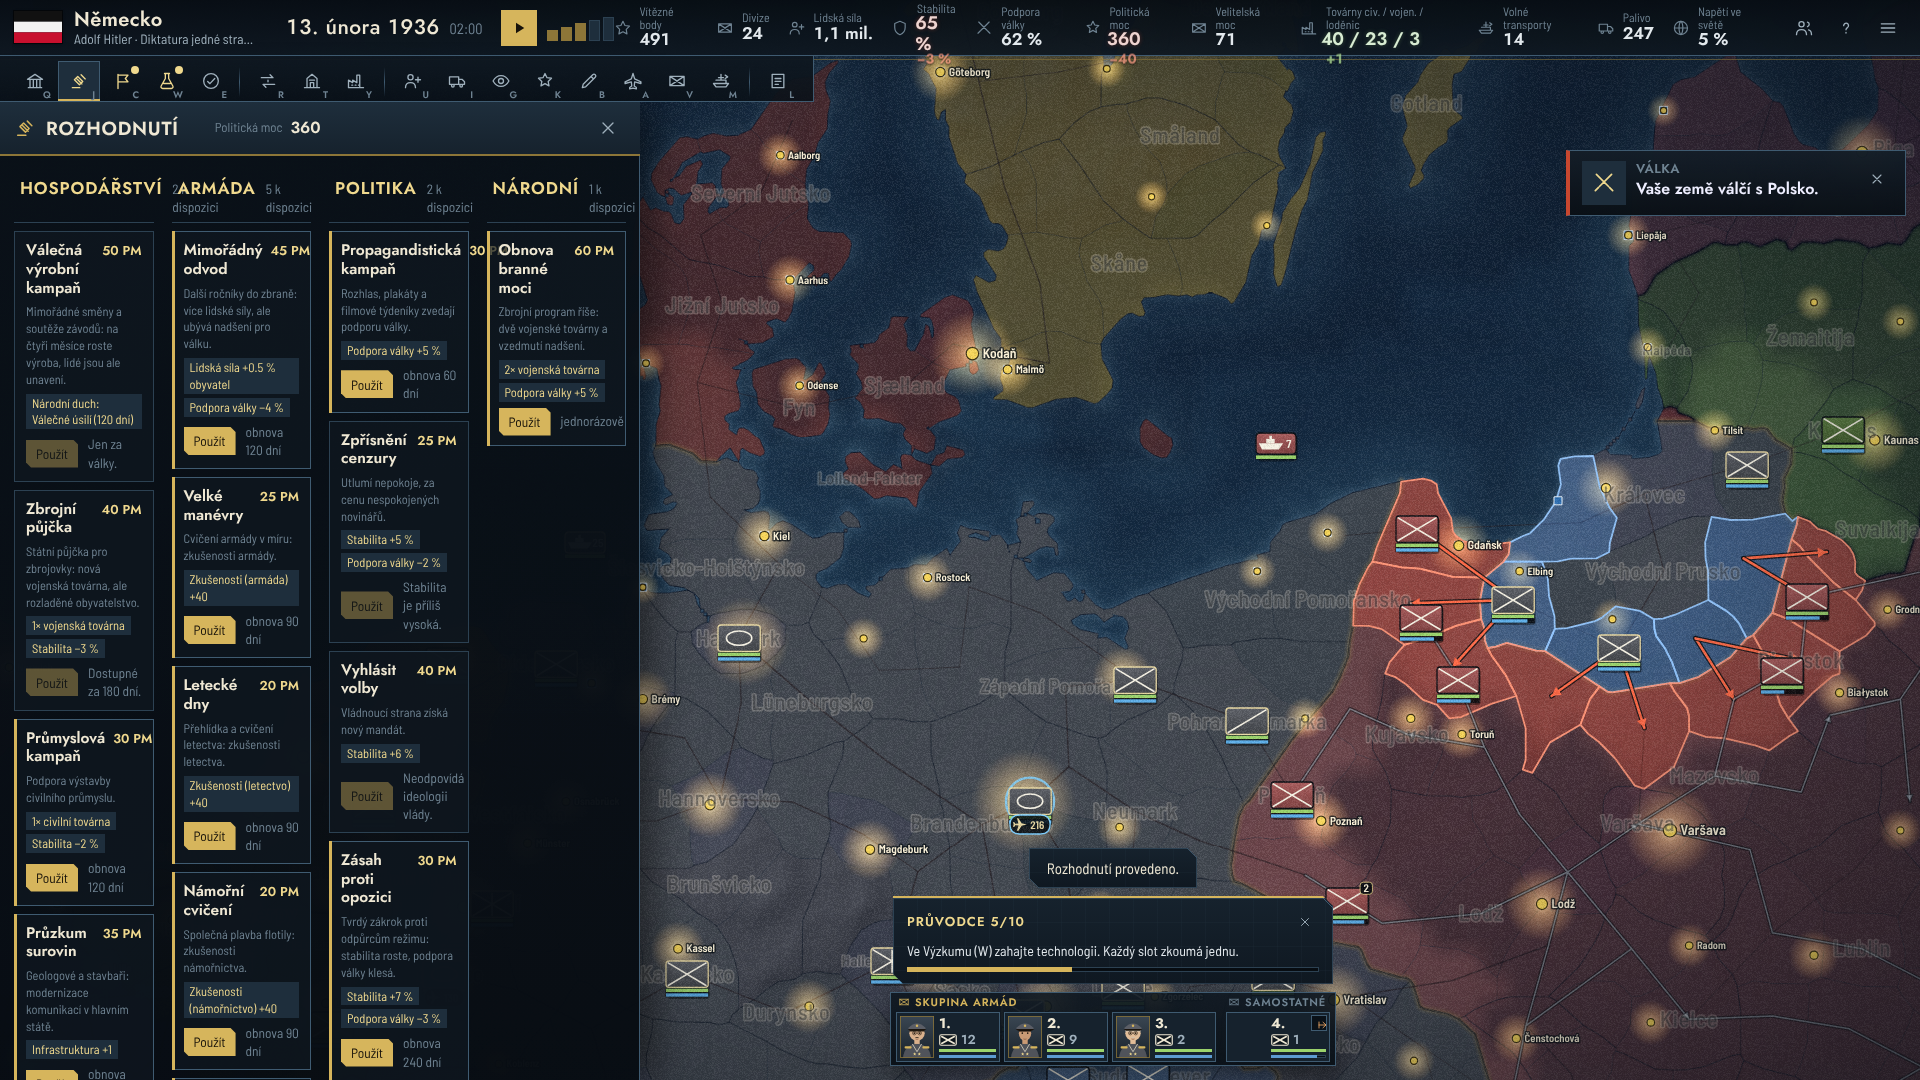 Německo
Adolf Hitler · Diktatura jedné stra...
13. února 1936 02:00
Vítězné body 491
Divize 24
Lidská síla 1,1 mil.
Stabilita 65 % −3 %
Podpora války 62 %
Politická moc 360 −40
Velitelská moc 71
Továrny civ. / vojen. / loděnic 40 / 23 / 3 +1
Volné transporty 14
Palivo 247
Napětí ve světě 5 %
?
Q I C W E R T Y U I G K B A V M L
ROZHODNUTÍ Politická moc 360
HOSPODÁŘSTVÍ
dispozici
Válečná výrobní kampaň 50 PM
Mimořádné směny a
soutěže závodů: na
čtyři měsíce roste
výroba, lidé jsou ale
unavení.
Národní duch:
Válečné úsilí (120 dní)
Použít Jen za války.
Zbrojní půjčka 40 PM
Státní půjčka pro
zbrojovky: nová
vojenská továrna, ale
rozladěné obyvatelstvo.
1× vojenská továrna
Stabilita −3 %
Použít Dostupné za 180 dní.
Průmyslová kampaň 30 PM
Podpora výstavby
civilního průmyslu.
1× civilní továrna
Stabilita −2 %
Použít obnova 120 dní
Průzkum surovin 35 PM
Geologové a stavbaři:
modernizace
komunikací v hlavním
státě.
Infrastruktura +1
obnova
ARMÁDA 5 k dispozici
Mimořádný odvod 45 PM
Další ročníky do zbraně:
více lidské síly, ale
ubývá nadšení pro
válku.
Lidská síla +0.5 %
obyvatel
Podpora války −4 %
Použít obnova 120 dní
Velké manévry 25 PM
Cvičení armády v míru:
zkušenosti armády.
Zkušenosti (armáda)
+40
Použít obnova 90 dní
Letecké dny 20 PM
Přehlídka a cvičení
letectva: zkušenosti
letectva.
Zkušenosti (letectvo)
+40
Použít obnova 90 dní
Námořní cvičení 20 PM
Společná plavba flotily:
zkušenosti
námořnictva.
Zkušenosti
(námořnictvo) +40
Použít obnova 90 dní
POLITIKA 2 k dispozici
Propagandistická kampaň 30
Rozhlas, plakáty a
filmové týdeníky zvedají
podporu války.
Podpora války +5 %
Použít obnova 60 dní
Zpřísnění cenzury 25 PM
Utlumí nepokoje, za
cenu nespokojených
novinářů.
Stabilita +5 %
Podpora války −2 %
Použít Stabilita je příliš vysoká.
Vyhlásit volby 40 PM
Vládnoucí strana získá
nový mandát.
Stabilita +6 %
Použít Neodpovídá ideologii vlády.
Zásah proti opozici 30 PM
Tvrdý zákrok proti
odpůrcům režimu:
stabilita roste, podpora
války klesá.
Stabilita +7 %
Podpora války −3 %
Použít obnova 240 dní
NÁRODNÍ 1 k dispozici
Obnova branné moci 60 PM
Zbrojní program říše:
dvě vojenské továrny a
vzedmutí nadšení.
2× vojenská továrna
Podpora války +5 %
Použít jednorázově
VÁLKA
Vaše země válčí s Polskem.
Göteborg
Gotland
Småland
Riga
Aalborg
Severní Jutsko
Liepāja
Skåne
Aarhus
Jižní Jutsko
Žemaitija
Klaipėda
Kodaň
Malmö
Odense
Sjælland
Fyn
Tilsit
Kaunas
7
Lolland-Falster
Královec
Kiel
Gdaňsk
Suvalkija
Elbing
Východní Prusko
Rostock
Východní Pomořansko
Brémy
Lüneburgsko
Białystok
Toruň
Kujavsko
Mazovsko
Hannoversko
Neumark
216
Poznaň
Varšava
Magdeburk
Brunšvicko
2
Lodž
Lodž
Radom
Lublin
Kassel
Durynsko
Vratislav
Kielce
Čenstochová
Rozhodnutí provedeno.
PRŮVODCE 5/10
Ve Výzkumu (W) zahajte technologii. Každý slot zkoumá jednu.
SKUPINA ARMÁD SAMOSTATNÉ
1. 12
2. 9
3. 2
4. 1